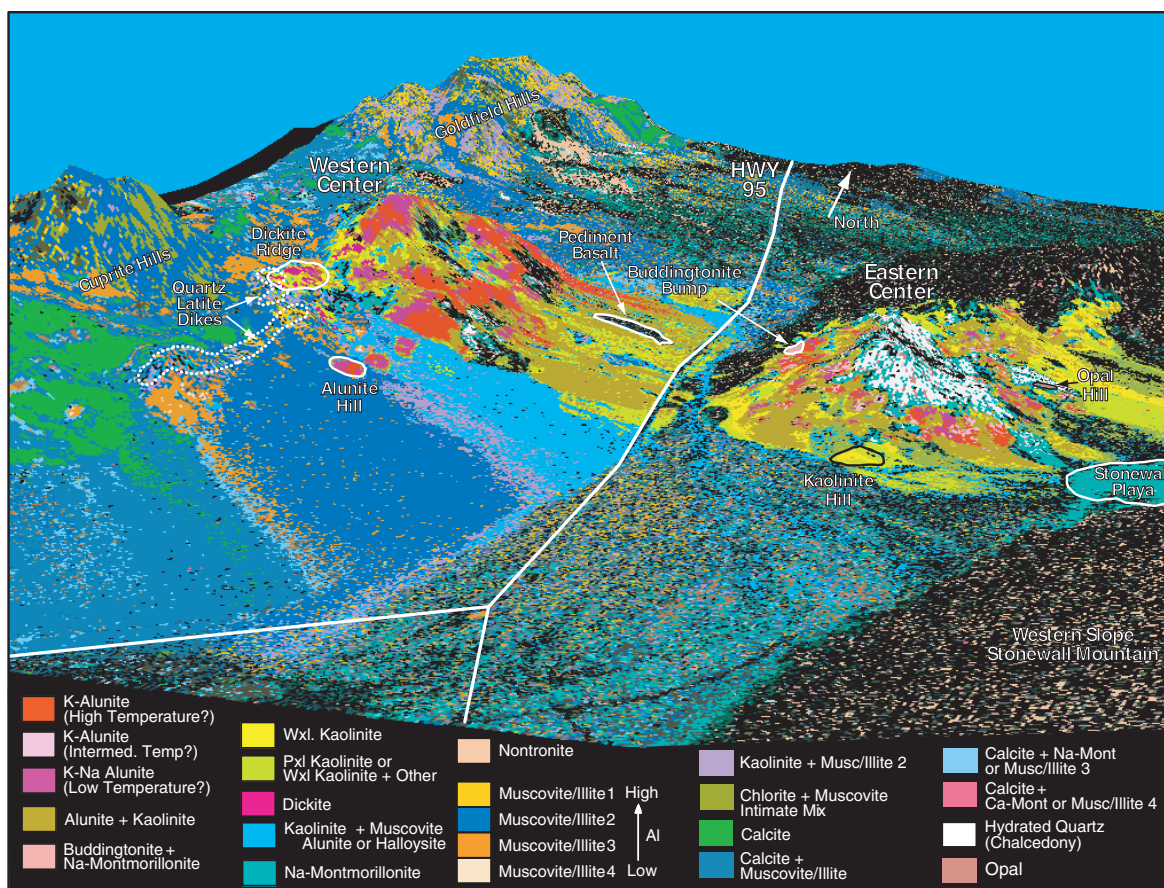 Goldfield Hills
Western
Center
HWY
95
North
Dickite
Ridge
Pediment
Basalt
Buddingtonite
Bump
Eastern
Center
Cuprite Hills
Quartz
Latite
Dikes
Alunite
Hill
Opal
Hill
Kaolinite
Hill
Stonewall
Playa
Western Slope
Stonewall Mountain
K-Alunite
(High Temperature?)
K-Alunite
(Intermed. Temp?)
K-Na Alunite
(Low Temperature?)
Alunite + Kaolinite
Buddingtonite +
Na-Montmorillonite
Wxl. Kaolinite
Pxl Kaolinite or
Wxl Kaolinite + Other
Dickite
Kaolinite + Muscovite
Alunite or Halloysite
Na-Montmorillonite
Nontronite
Muscovite/Illite1
Muscovite/Illite2
Muscovite/Illite3
Muscovite/Illite4
High
Al
Low
Kaolinite + Musc/Illite 2
Chlorite + Muscovite
Intimate Mix
Calcite
Calcite +
Muscovite/Illite
Calcite + Na-Mont
or Musc/Illite 3
Calcite +
Ca-Mont or Musc/Illite 4
Hydrated Quartz
(Chalcedony)
Opal